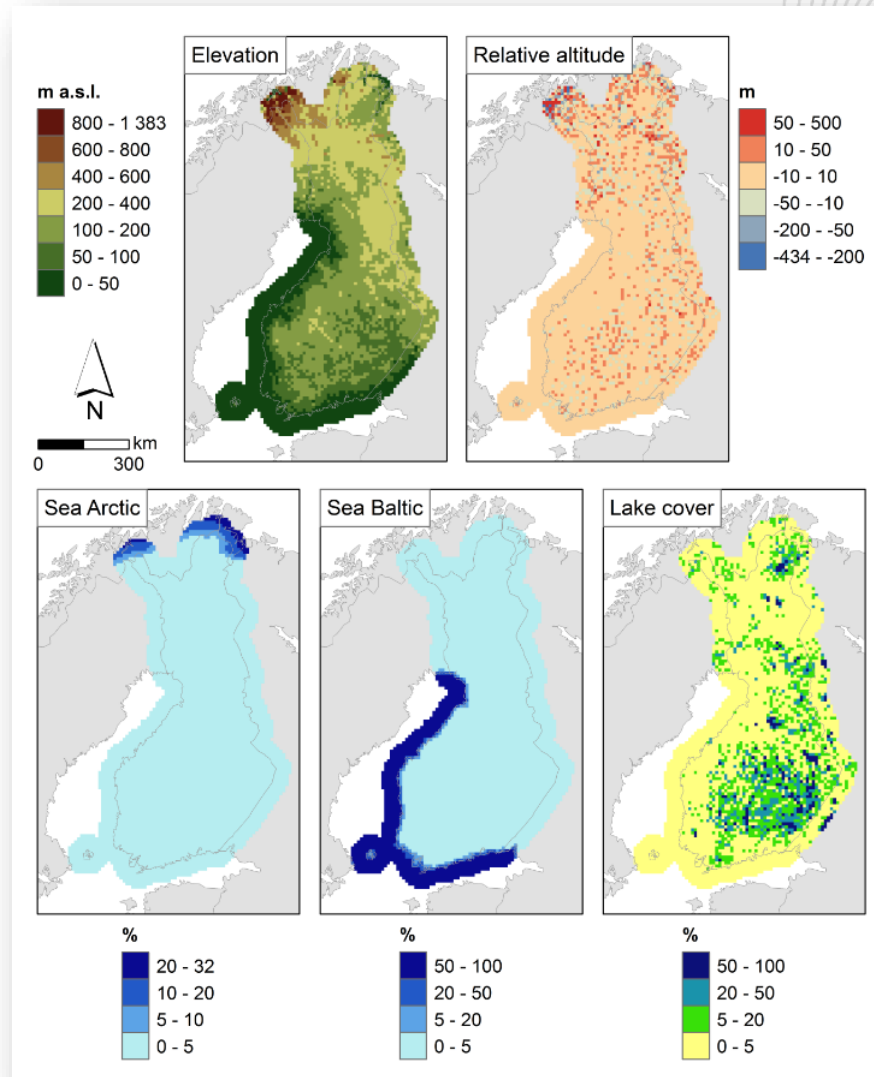 Elevation
Relative altitude
m a.s.l.
800 - 1 383
600 - 800
400 - 600
200 - 400
100 - 200
50 - 100
0 - 50
m
50 - 500
10 - 50
-10 - 10
-50 - -10
-200 - -50
-434 - -200
N
km
0 300
Sea Arctic
Sea Baltic
Lake cover
%
20 - 32
10 - 20
5 - 10
0 - 5
%
50 - 100
20 - 50
5 - 20
0 - 5
%
50 - 100
20 - 50
5 - 20
0 - 5